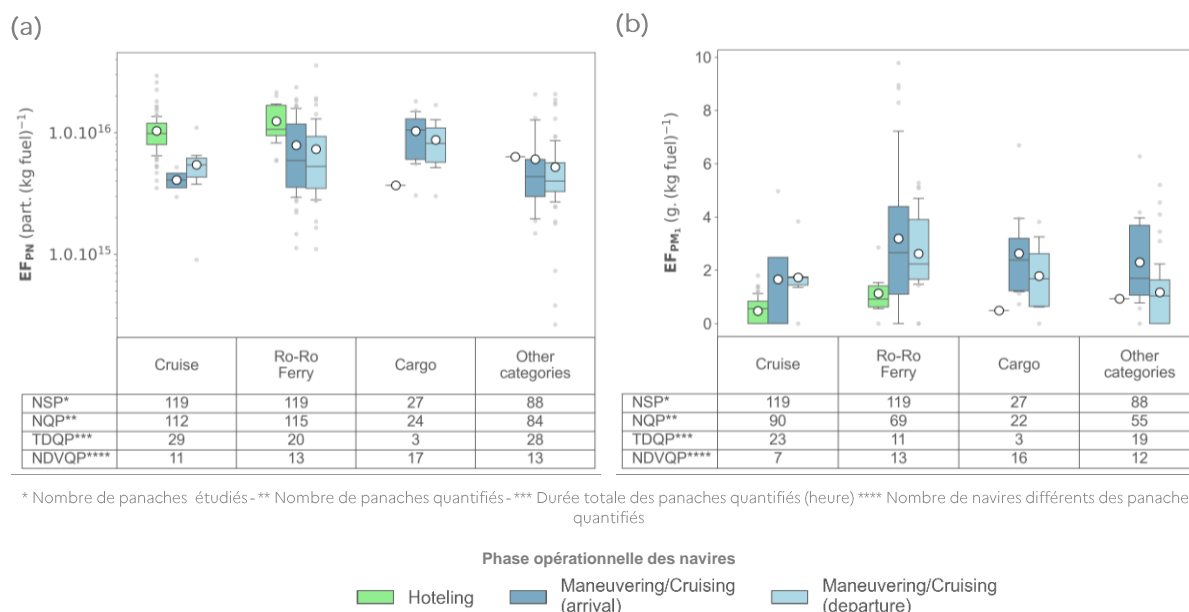 (a)
(b)
EF_PN (part. (kg fuel)⁻¹)
1.0.10¹⁶
1.0.10¹⁵
EF_PM₁ (g. (kg fuel)⁻¹)
10
8
6
4
2
0
Cruise
Ro-Ro
Ferry
Cargo
Other
categories
NSP* 119 119 27 88
NQP** 112 115 24 84
TDQP*** 29 20 3 28
NDVQP**** 11 13 17 13
Cruise
Ro-Ro
Ferry
Cargo
Other
categories
NSP* 119 119 27 88
NQP** 90 69 22 55
TDQP*** 23 11 3 19
NDVQP**** 7 13 16 12
* Nombre de panaches étudiés - ** Nombre de panaches quantifiés - *** Durée totale des panaches quantifiés (heure) **** Nombre de navires différents des panache
quantifiés
Phase opérationnelle des navires
Hoteling
Maneuvering/Cruising
(arrival)
Maneuvering/Cruising
(departure)